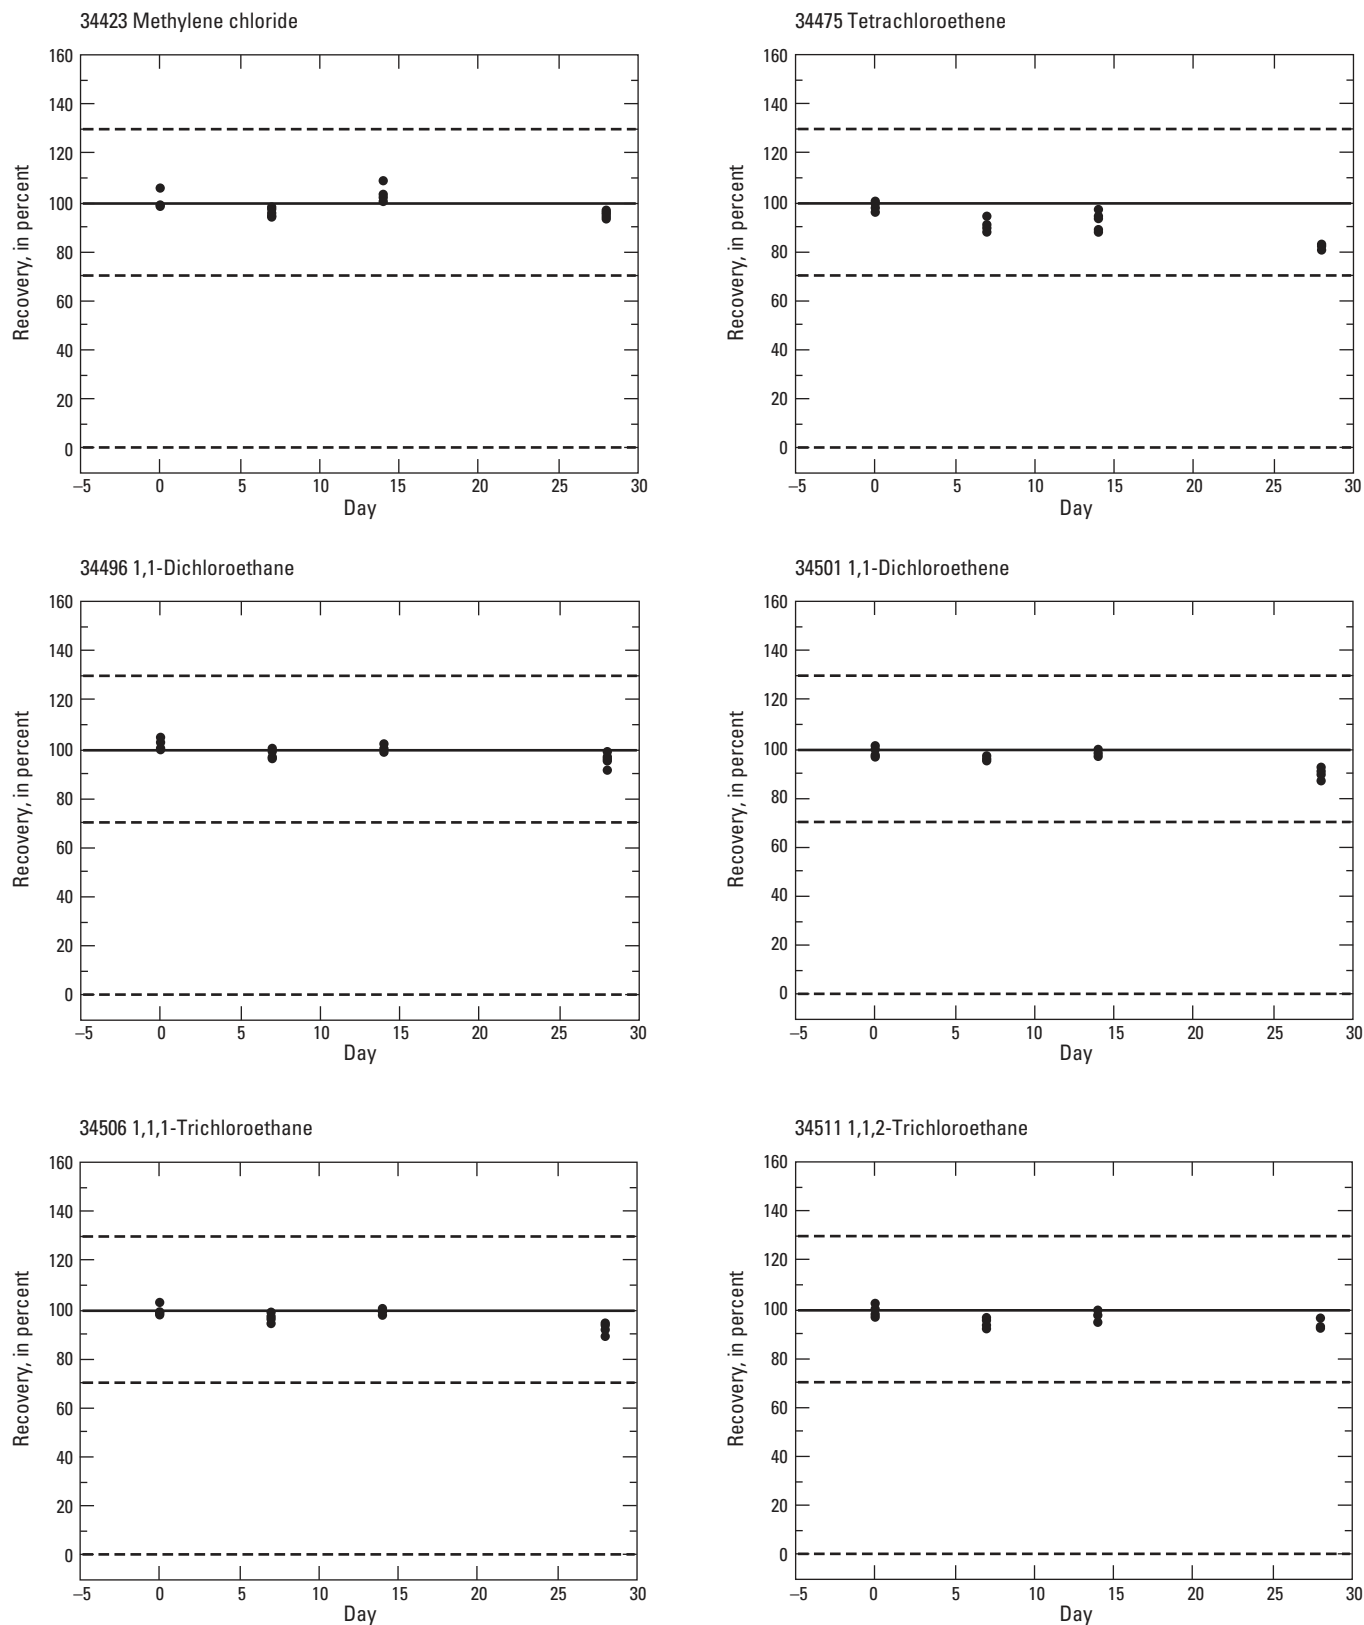 34423 Methylene chloride
160
140
120
100
80
60
40
20
0
Recovery, in percent
–5 0 5 10 15 20 25 30
Day
34475 Tetrachloroethene
160
140
120
100
80
60
40
20
0
Recovery, in percent
–5 0 5 10 15 20 25 30
Day
34496 1,1-Dichloroethane
160
140
120
100
80
60
40
20
0
Recovery, in percent
–5 0 5 10 15 20 25 30
Day
34501 1,1-Dichloroethene
160
140
120
100
80
60
40
20
0
Recovery, in percent
–5 0 5 10 15 20 25 30
Day
34506 1,1,1-Trichloroethane
160
140
120
100
80
60
40
20
0
Recovery, in percent
–5 0 5 10 15 20 25 30
Day
34511 1,1,2-Trichloroethane
160
140
120
100
80
60
40
20
0
Recovery, in percent
–5 0 5 10 15 20 25 30
Day